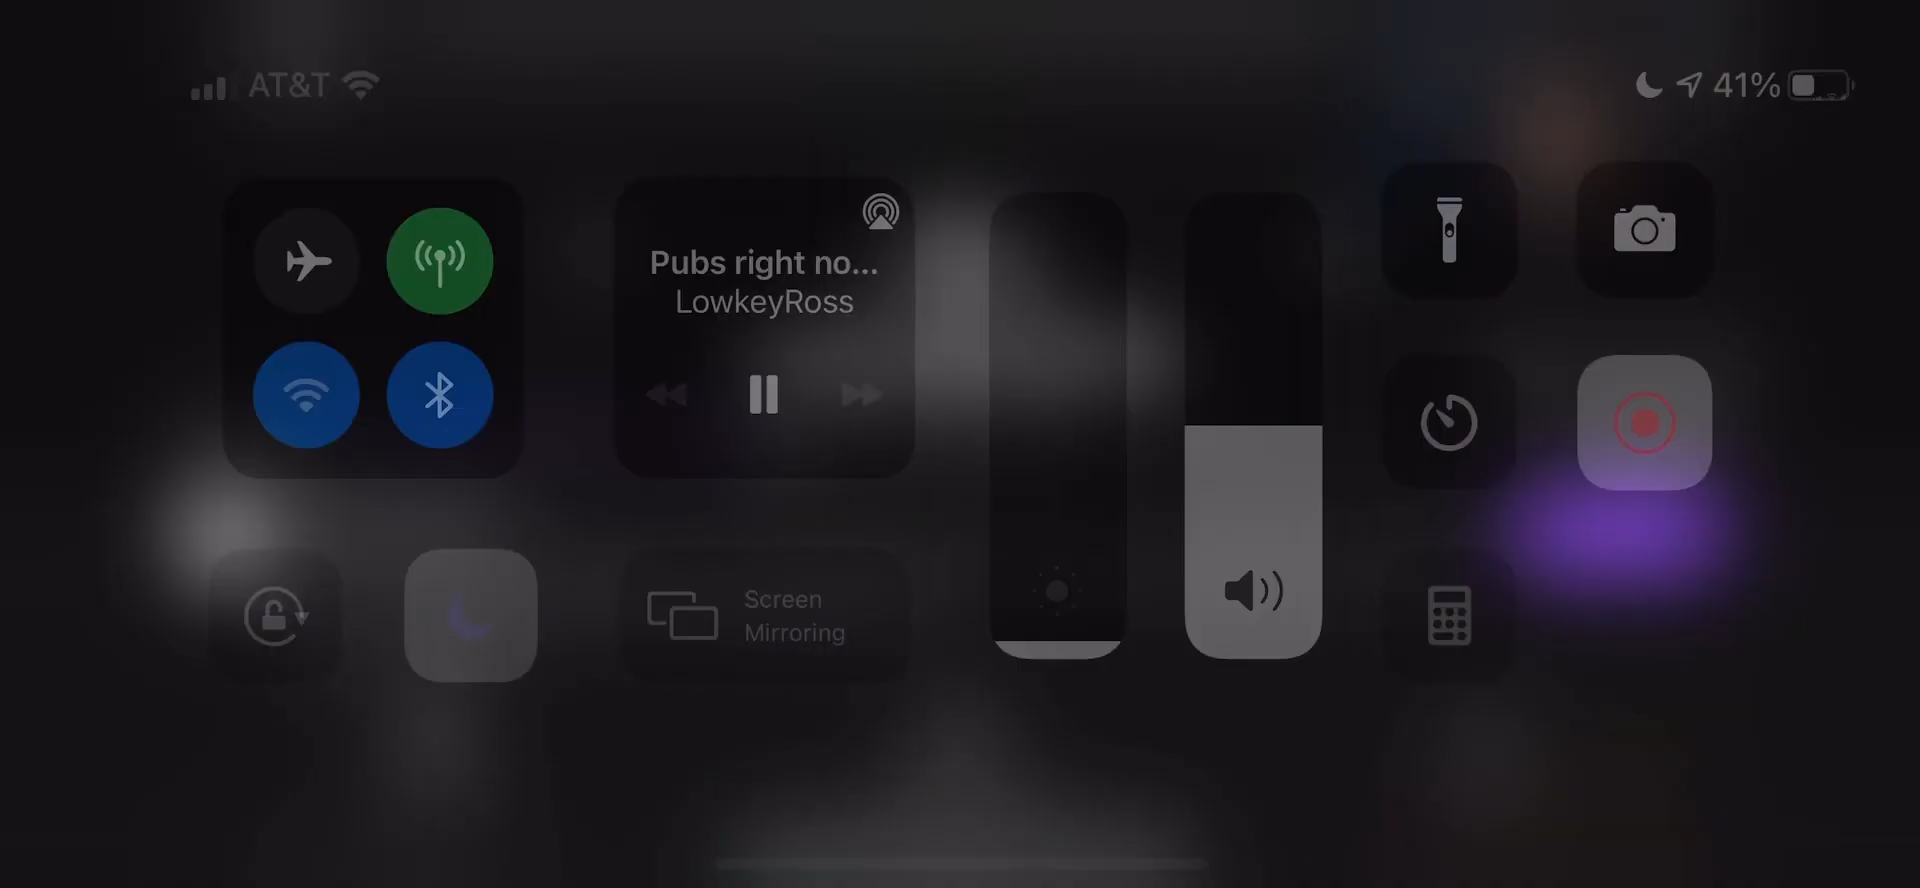 AT&T
41%
Pubs right no...
LowkeyRoss
Screen
Mirroring